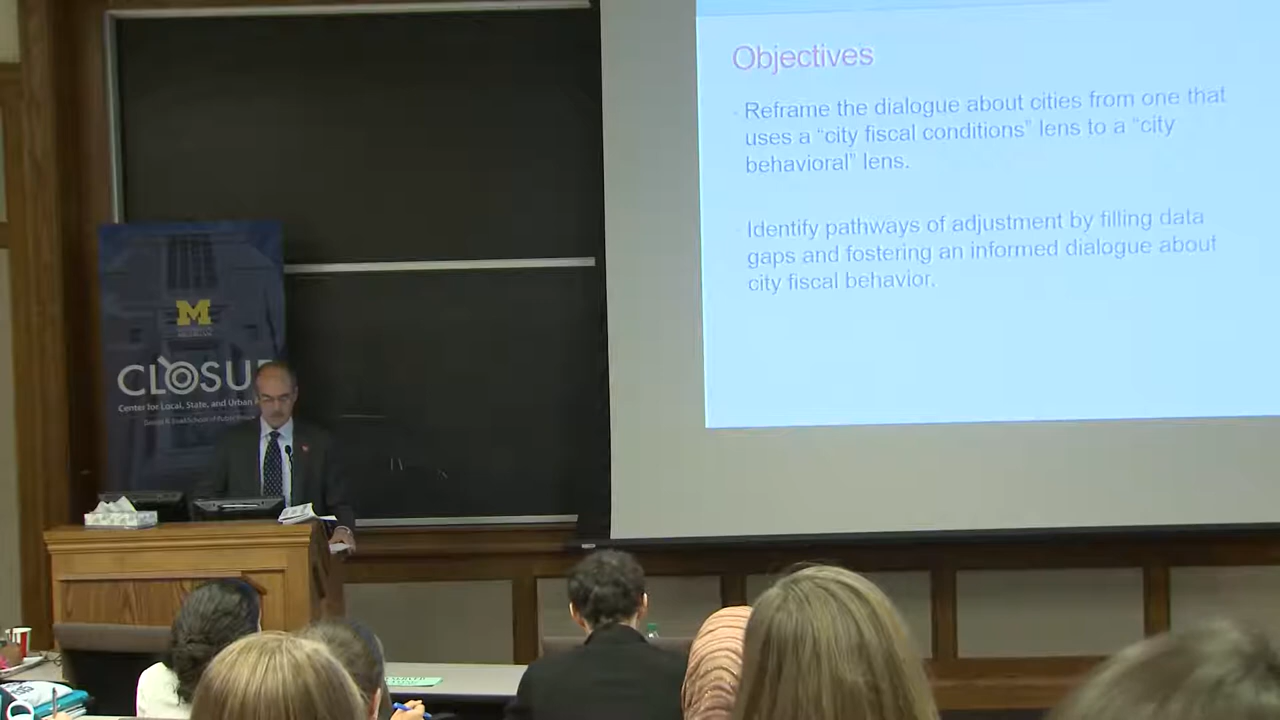 Objectives
Reframe the dialogue about cities from one that
uses a “city fiscal conditions” lens to a “city
behavioral” lens.
Identify pathways of adjustment by filling data
gaps and fostering an informed dialogue about
city fiscal behavior.
M
CLOSU
Center for Local, State, and Urban